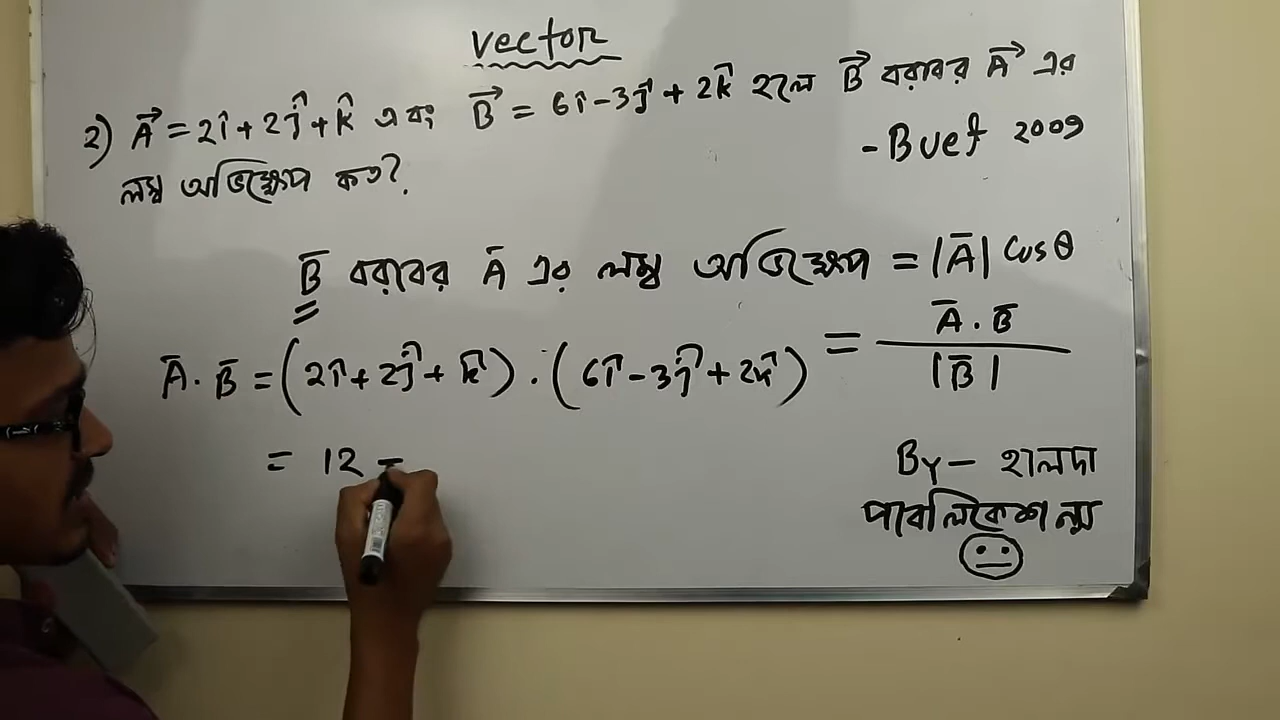 vector
2) A⃗ = 2î + 2ĵ + k̂ এবং B⃗ = 6î - 3ĵ + 2k̂ হলে B⃗ বরাবর A⃗ এর
লম্ব অভিক্ষেপ কত?
- Buet 2009
B̄ বরাবর Ā এর লম্ব অভিক্ষেপ = |Ā| Cosθ
= Ā . B̄ / |B̄|
Ā . B̄ = (2î + 2ĵ + k̂) . (6î - 3ĵ + 2k̂)
= 12 -
By - হালদা
পাবলিকেশনস